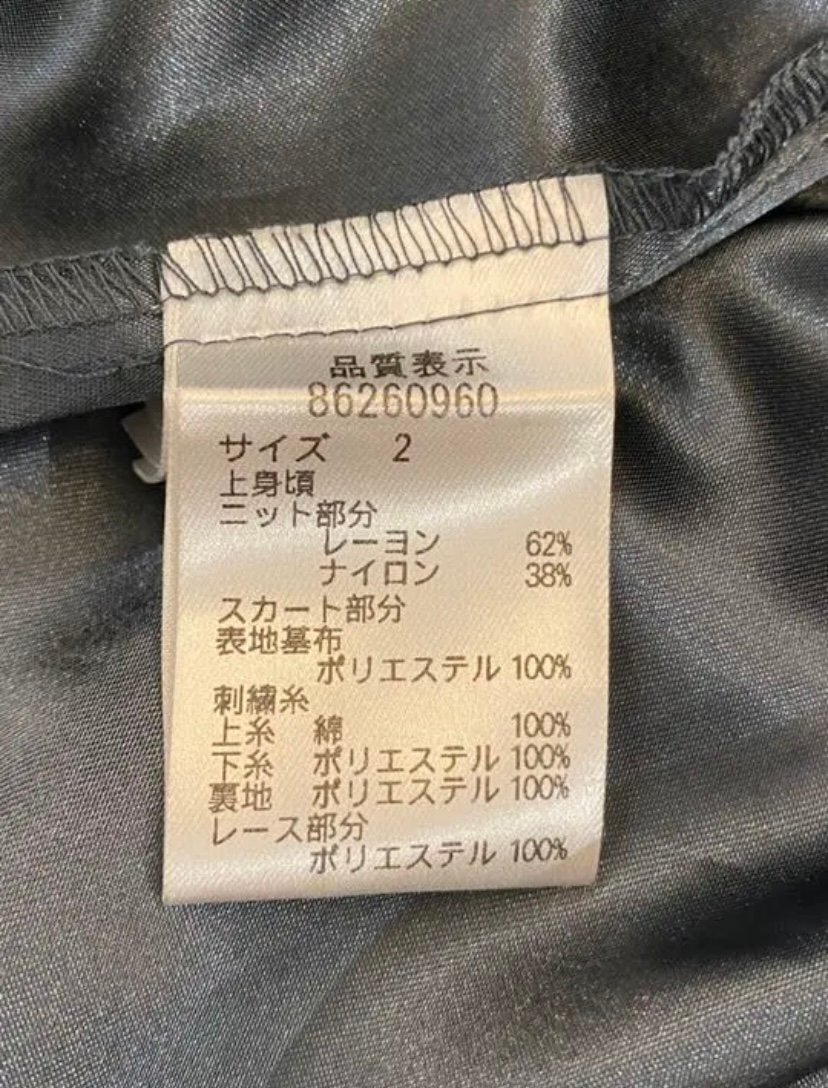 品質表示
86260960
サイズ 2
上身頃
ニット部分
レーヨン 62%
ナイロン 38%
スカート部分
表地基布
ポリエステル 100%
刺繍糸
上糸 綿 100%
下糸 ポリエステル 100%
裏地 ポリエステル 100%
レース部分
ポリエステル 100%